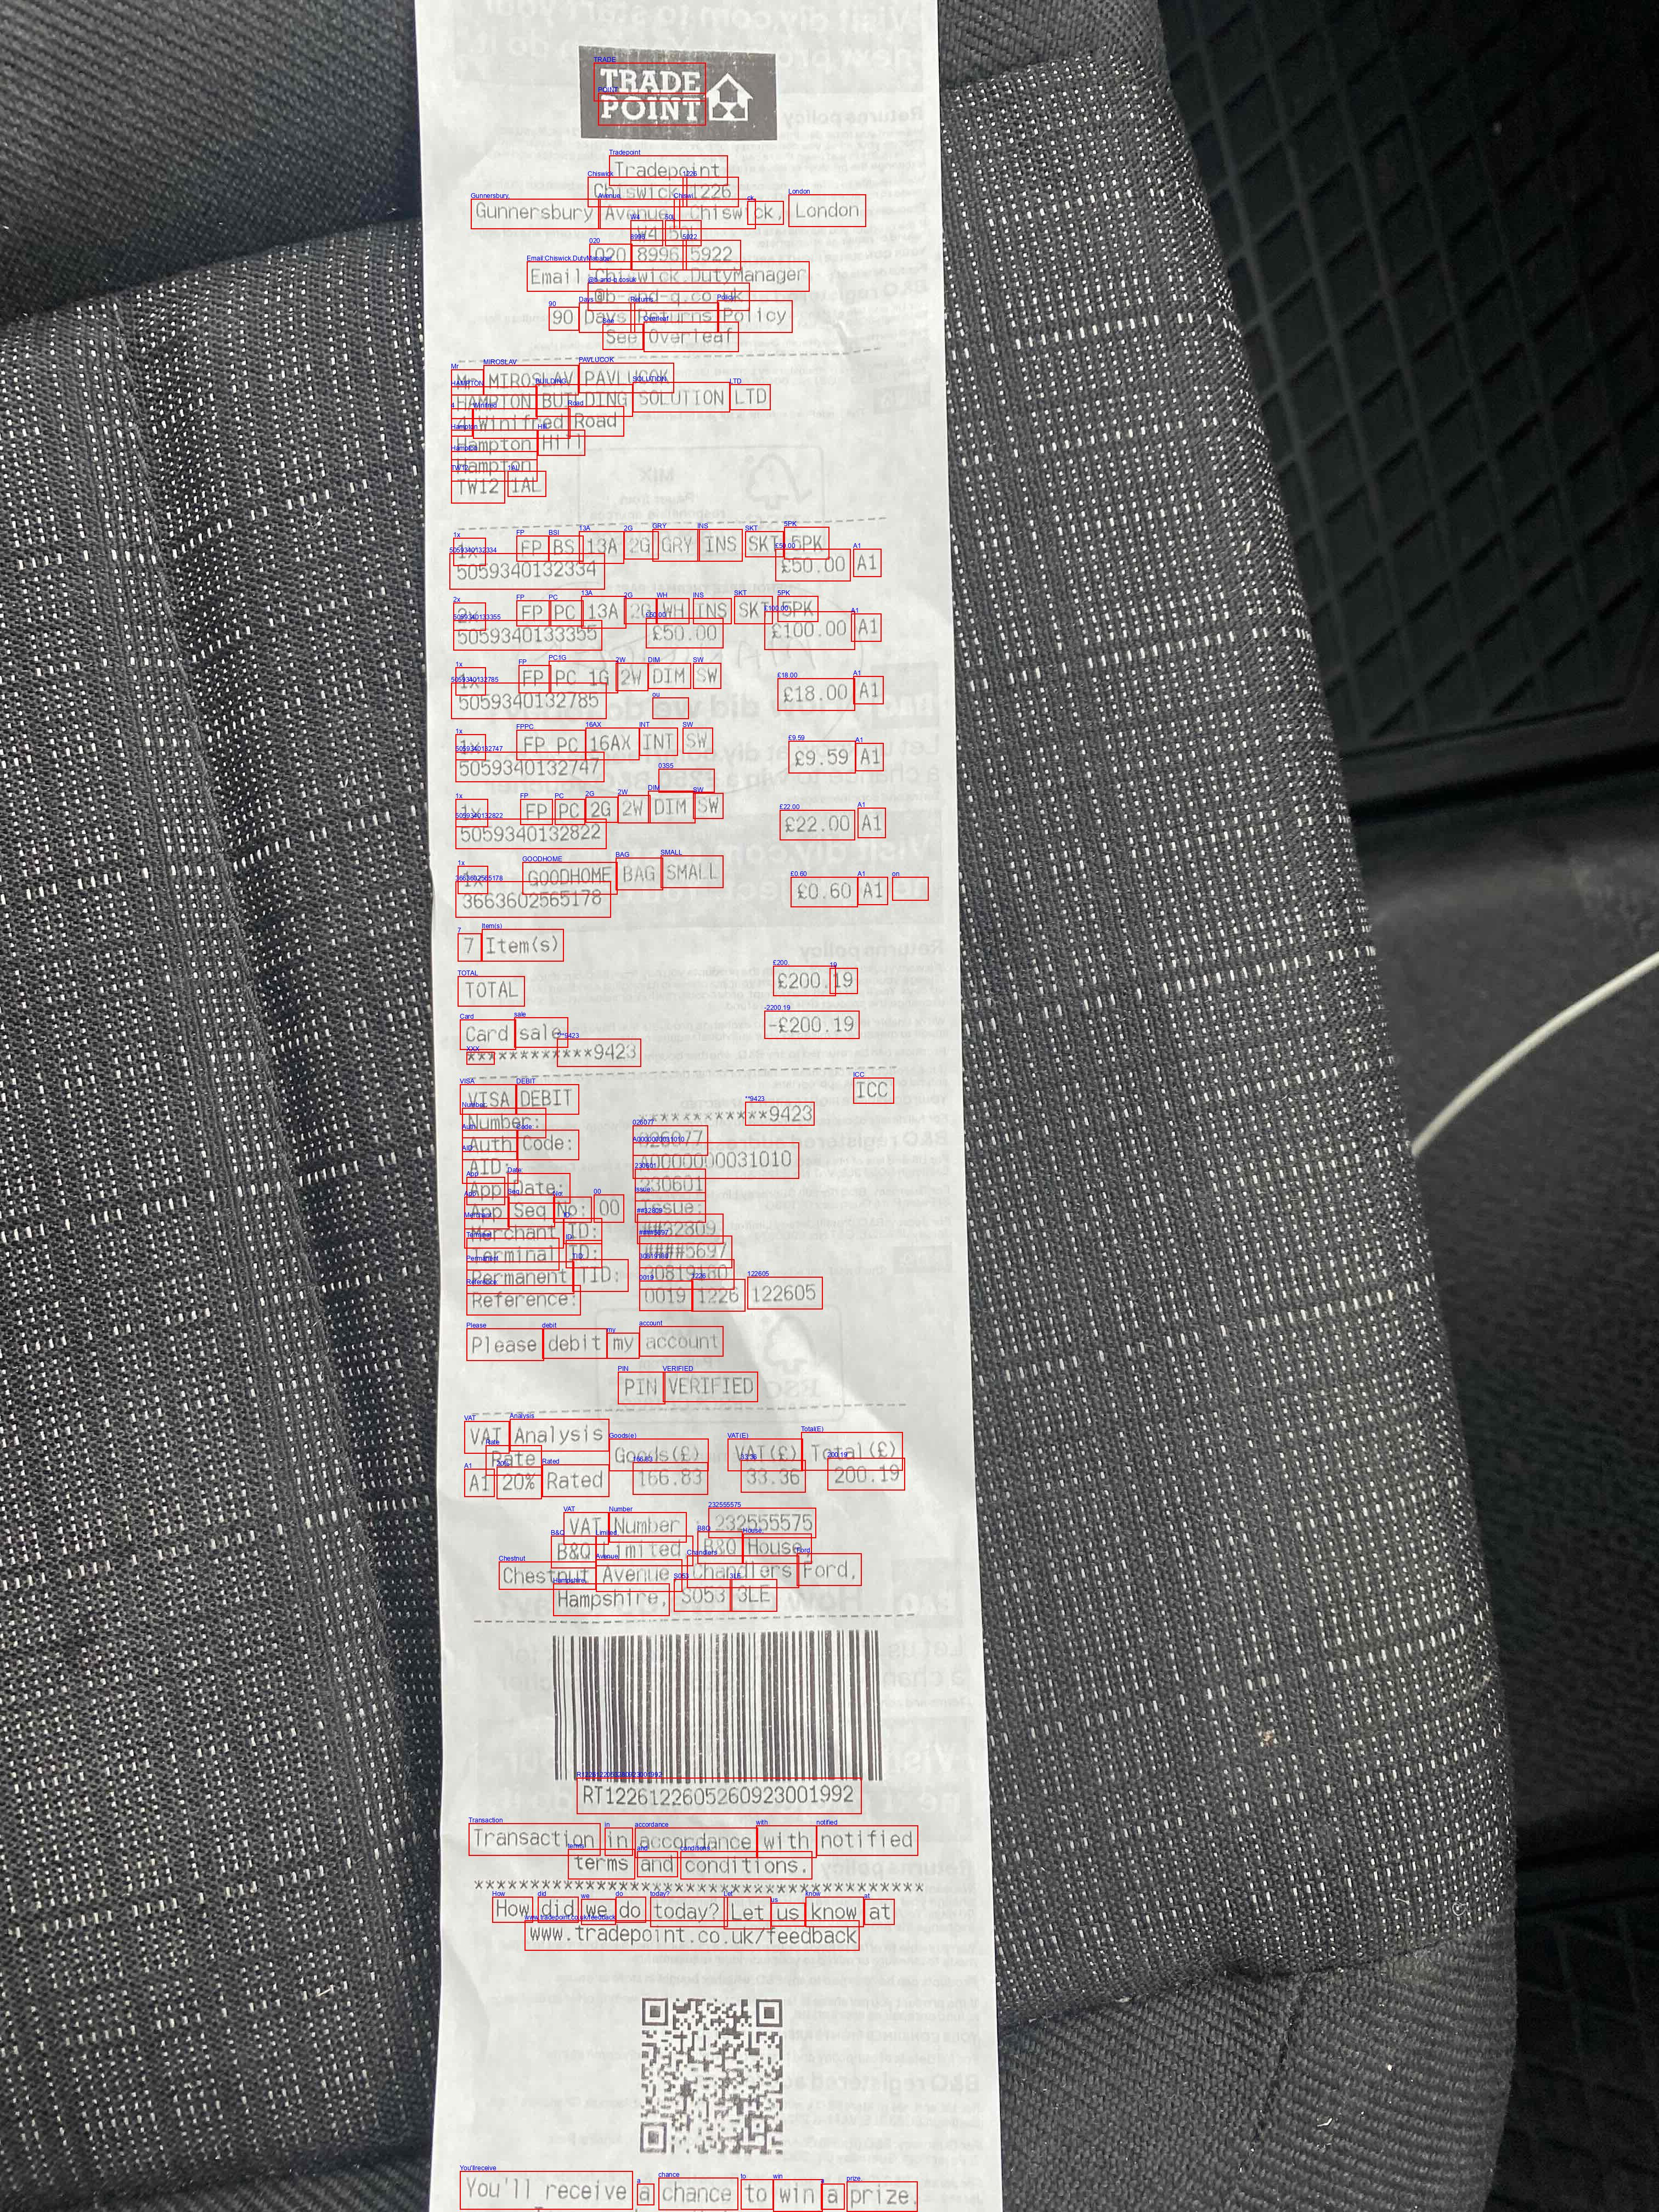 TRADE
POINT
Tradepoint
Chiswick 1226
Gunnersbury Avenue, Chiswick, London
W4 5QL
020 8996 5922
Email:Chiswick.DutyManager
@b-and-q.co.uk
90 Days Returns Policy
See Overleaf
Mr MIROSLAV PAVLUCOK
HAMPTON BUILDING SOLUTION LTD
4 Winifred Road
Hampton Hill
Hampton
TW12 1AL
1x FP BS 13A 2G GRY INS SKT 5PK
5059340132334 £50.00 A1
2x FP PC 13A 2G WH INS SKT 5PK
5059340133355 £50.00 £100.00 A1
1x FP PC 1G 2W DIM SW
5059340132785 £18.00 A1
1x FP PC 16AX INT SW
5059340132747 £9.59 A1
1x FP PC 2G 2W DIM SW
5059340132822 £22.00 A1
1x GOODHOME BAG SMALL
3663602565178 £0.60 A1
7 Item(s)
TOTAL £200.19
Card sale -£200.19
************9423
VISA DEBIT ICC
Number: ************9423
Auth Code: 026077
AID: A0000000031010
App Date: 230601
App Seq No: 00 Issue:
Merchant ID: ##32809
Terminal ID: ####5697
Permanent TID: 30819180
Reference: 0019 1226 122605
Please debit my account
PIN VERIFIED
VAT Analysis
Rate Goods(£) VAT(£) Total(£)
A1 20% Rated 166.83 33.36 200.19
VAT Number : 232555575
B&Q Limited, B&Q House,
Chestnut Avenue, Chandlers Ford,
Hampshire, SO53 3LE
RT1226122605260923001992
Transaction in accordance with notified
terms and conditions.
****************************************
How did we do today? Let us know at
www.tradepoint.co.uk/feedback
You'll receive a chance to win a prize.